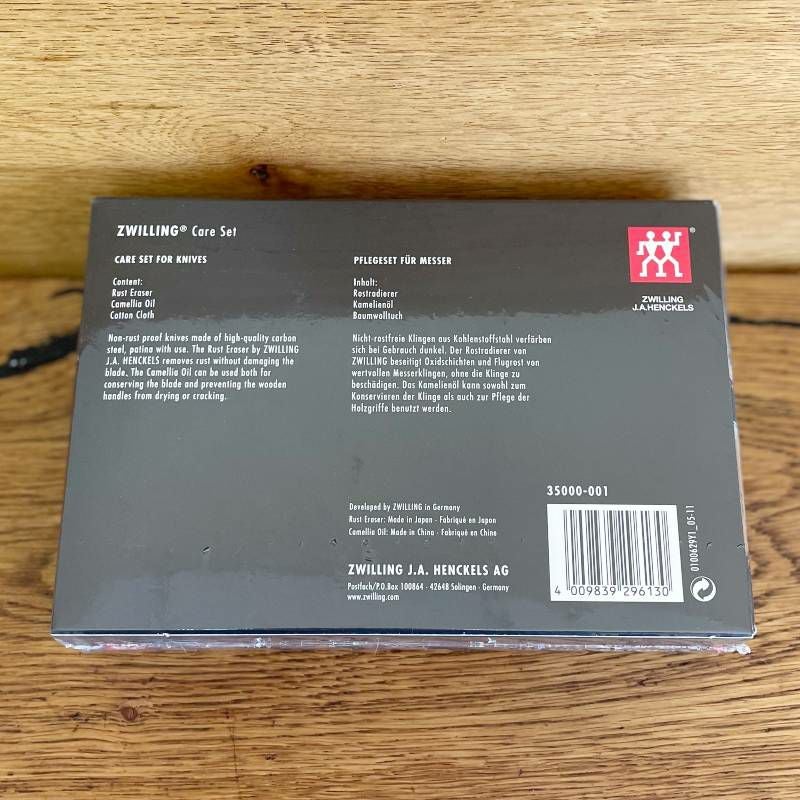 ZWILLING® Care Set
CARE SET FOR KNIVES
Content:
Rust Eraser
Camellia Oil
Cotton Cloth
Non-rust proof knives made of high-quality carbon
steel, patina with use. The Rust Eraser by ZWILLING
J.A. HENCKELS removes rust without damaging the
blade. The Camellia Oil can be used both for
conserving the blade and preventing the wooden
handles from drying or cracking.
PFLEGESET FÜR MESSER
Inhalt:
Rostradierer
Kamelienöl
Baumwolltuch
Nicht-rostfreie Klingen aus Kohlenstoffstahl verfärben
sich bei Gebrauch dunkel. Der Rostradierer von
ZWILLING beseitigt Oxidschichten und Flugrost von
wertvollen Messerklingen, ohne die Klinge zu
beschädigen. Das Kamelienöl kann sowohl zum
Konservieren der Klinge als auch zur Pflege der
Holzgriffe benutzt werden.
®
ZWILLING
J.A.HENCKELS
Developed by ZWILLING in Germany
Rust Eraser: Made in Japan - Fabriqué en Japon
Camellia Oil: Made in China - Fabriqué en Chine
ZWILLING J.A. HENCKELS AG
Postfach/P.O.Box 100864 - 42648 Solingen - Germany
www.zwilling.com
35000-001
4 009839 296130
0100629Y1_05-11